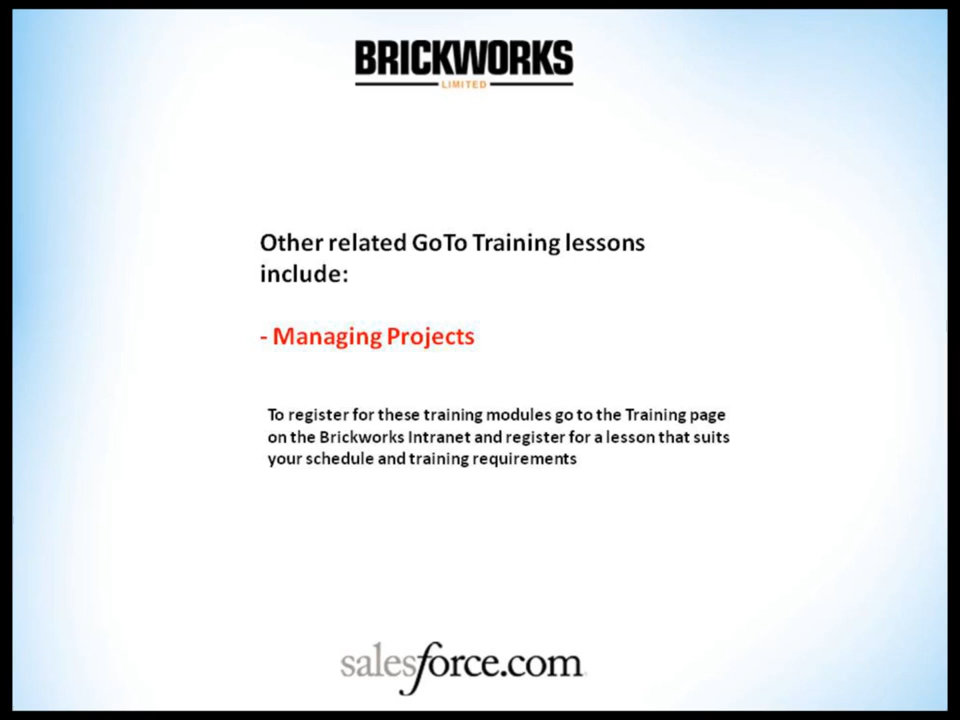 BRICKWORKS
LIMITED
Other related GoTo Training lessons
include:
- Managing Projects
To register for these training modules go to the Training page
on the Brickworks Intranet and register for a lesson that suits
your schedule and training requirements
salesforce.com